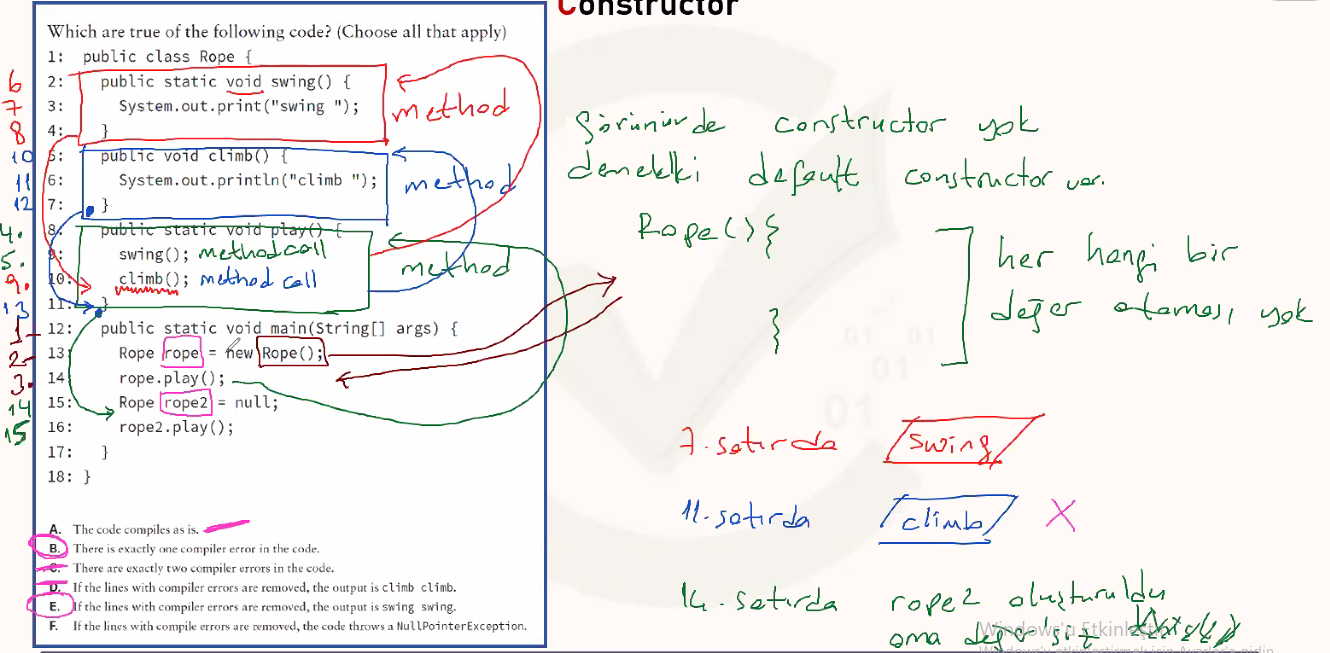 Constructor
Which are true of the following code? (Choose all that apply)
1: public class Rope {
2: public static void swing() {
3: System.out.print("swing ");
4: }
5: public void climb() {
6: System.out.println("climb ");
7: }
8: public static void play() {
9: swing(); method call
10: climb(); method call
11: }
12: public static void main(String[] args) {
13: Rope rope = new Rope();
14: rope.play();
15: Rope rope2 = null;
16: rope2.play();
17: }
18: }
A. The code compiles as is.
B. There is exactly one compiler error in the code.
C. There are exactly two compiler errors in the code.
D. If the lines with compiler errors are removed, the output is climb climb.
E. If the lines with compiler errors are removed, the output is swing swing.
F. If the lines with compile errors are removed, the code throws a NullPointerException.
6
7
8
10
11
12
4.
5.
9.
13
1
2
3.
14
15
method
method
method
Görünürde constructor yok
demekki default constructor var.
Rope() {
}
her hangi bir
değer ataması yok
7. satırda swing
11. satırda climb X
14. satırda rope2 oluşturuldu
ama değer'siz
Windows'u Etkinleştir